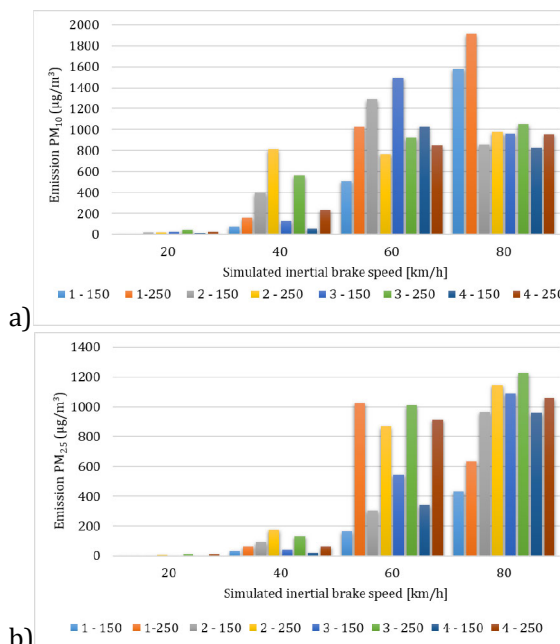 2000
1800
1600
1400
1200
1000
800
600
400
200
0
Emission PM10 (µg/m³)
20 40 60 80
Simulated inertial brake speed [km/h]
1 - 150 1-250 2 - 150 2 - 250 3 - 150 3 - 250 4 - 150 4 - 250
a)
1400
1200
1000
800
600
400
200
0
Emission PM2.5 (µg/m³)
20 40 60 80
Simulated inertial brake speed [km/h]
1 - 150 1-250 2 - 150 2 - 250 3 - 150 3 - 250 4 - 150 4 - 250
b)